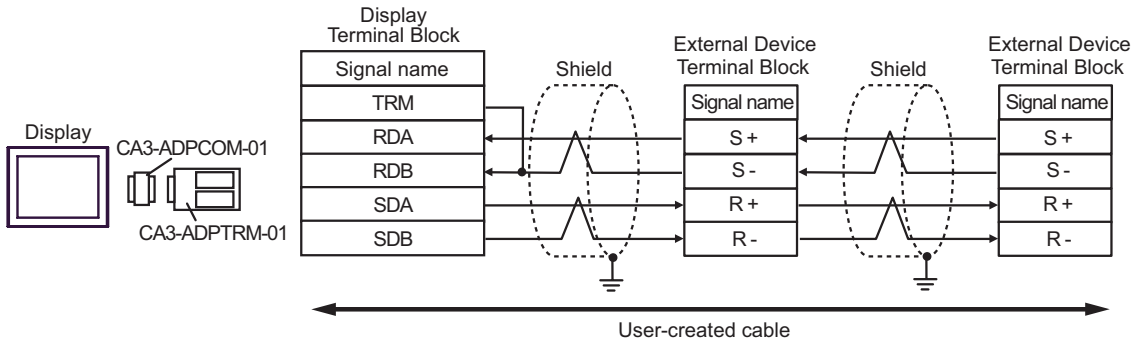 Display
Terminal Block
External Device
Terminal Block
External Device
Terminal Block
Signal name
Shield
Shield
TRM
Signal name
Signal name
Display
CA3-ADPCOM-01
RDA
S +
S +
RDB
S -
S -
SDA
R +
R +
CA3-ADPTRM-01
SDB
R -
R -
User-created cable